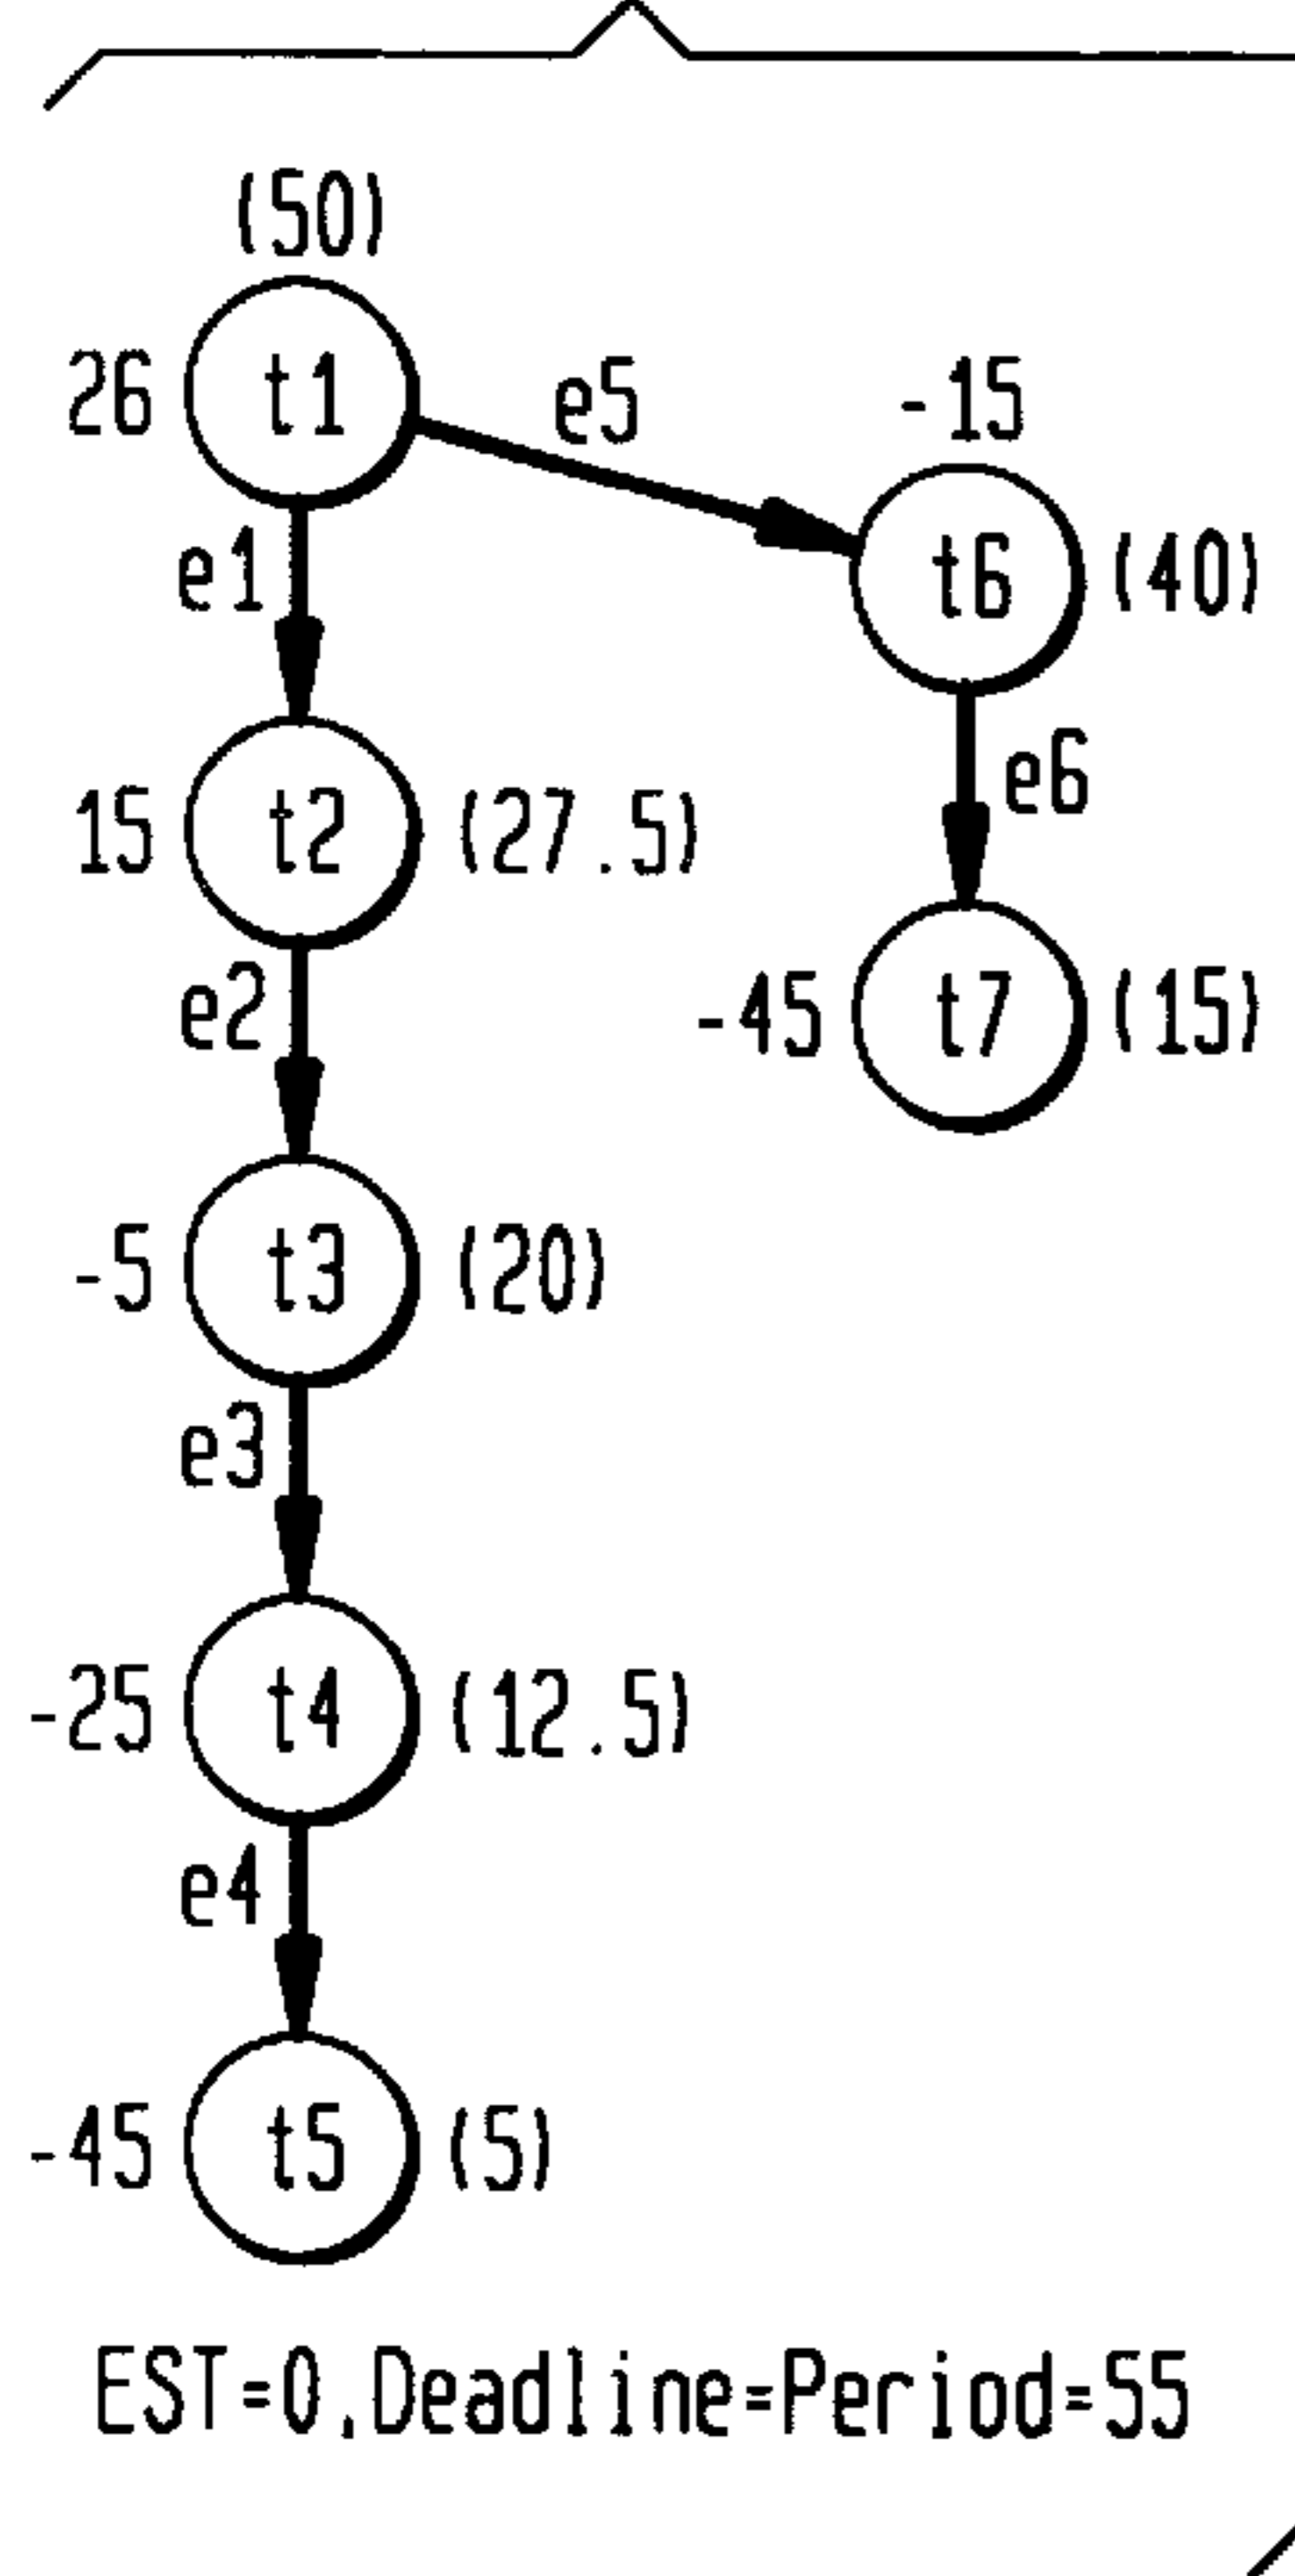 (50)
26 t1 e5 -15
e1 t6 (40)
15 t2 (27.5) e6
e2 -45 t7 (15)
-5 t3 (20)
e3
-25 t4 (12.5)
e4
-45 t5 (5)
EST=0,Deadline=Period=55